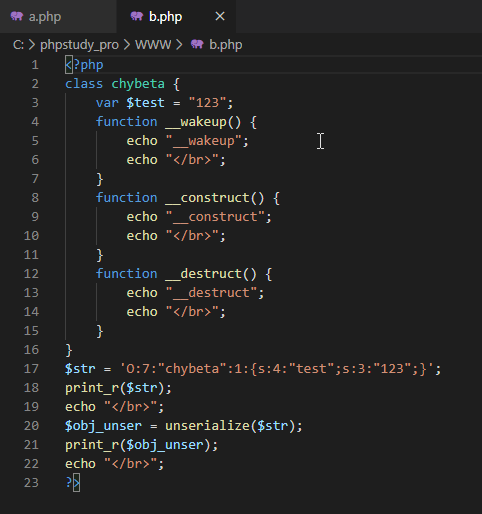 a.php b.php ×
C: > phpstudy_pro > WWW > b.php
1 <?php
2 class chybeta {
3 var $test = "123";
4 function __wakeup() {
5 echo "__wakeup";
6 echo "</br>";
7 }
8 function __construct() {
9 echo "__construct";
10 echo "</br>";
11 }
12 function __destruct() {
13 echo "__destruct";
14 echo "</br>";
15 }
16 }
17 $str = 'O:7:"chybeta":1:{s:4:"test";s:3:"123";}';
18 print_r($str);
19 echo "</br>";
20 $obj_unser = unserialize($str);
21 print_r($obj_unser);
22 echo "</br>";
23 ?>